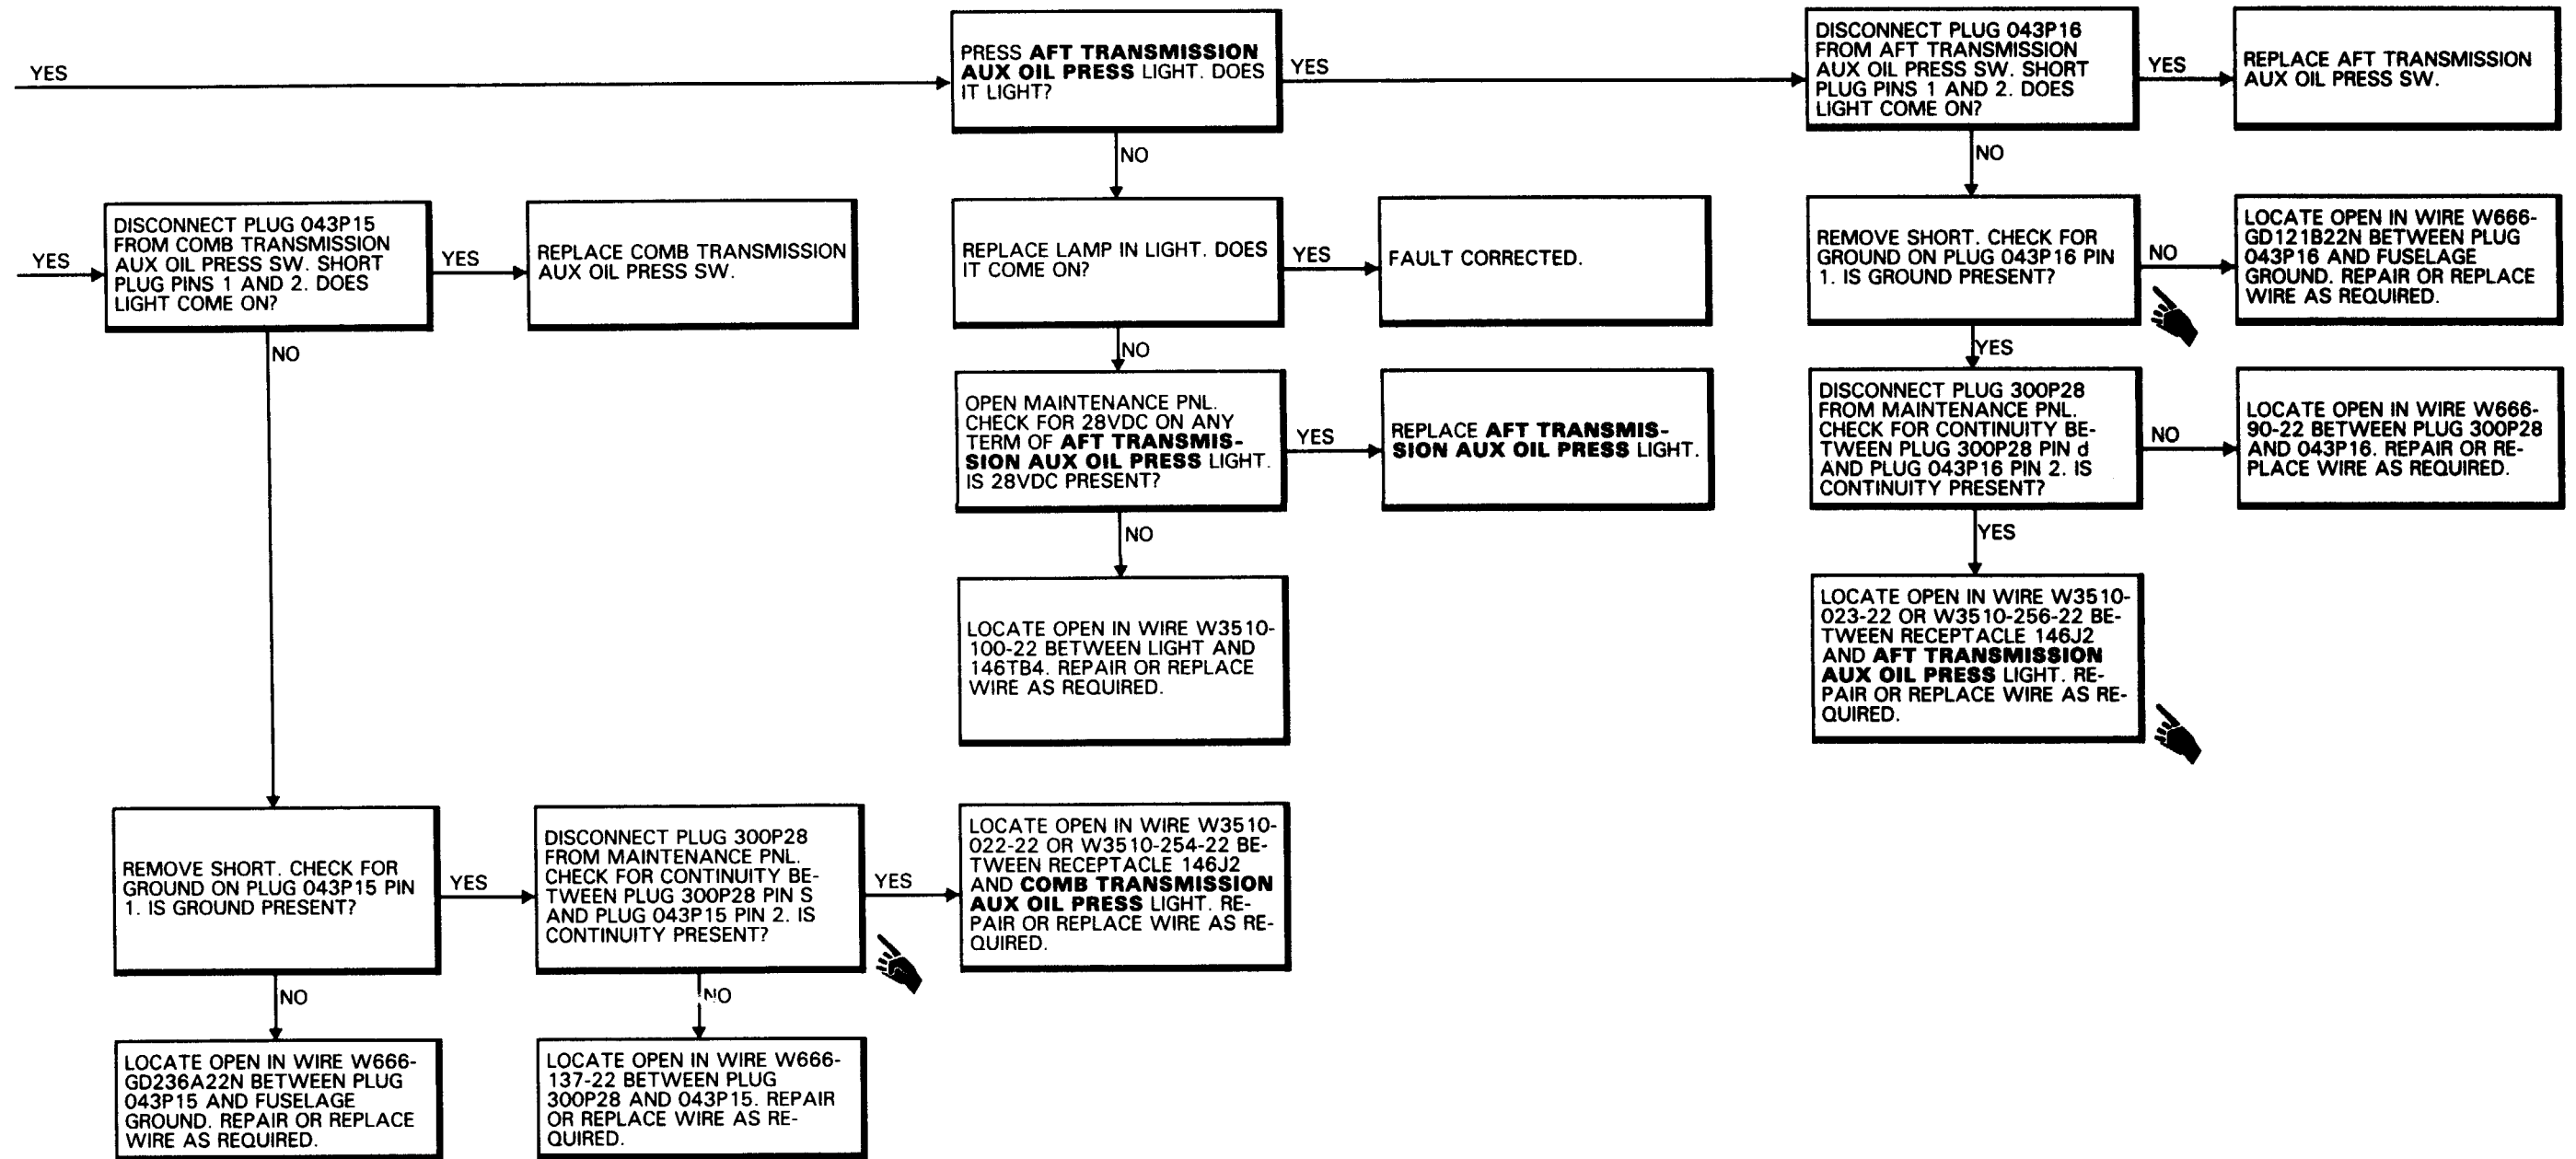 YES
PRESS AFT TRANSMISSION
AUX OIL PRESS LIGHT. DOES
IT LIGHT?
YES
DISCONNECT PLUG 043P16
FROM AFT TRANSMISSION
AUX OIL PRESS SW. SHORT
PLUG PINS 1 AND 2. DOES
LIGHT COME ON?
YES
REPLACE AFT TRANSMISSION
AUX OIL PRESS SW.
NO
NO
YES
DISCONNECT PLUG 043P15
FROM COMB TRANSMISSION
AUX OIL PRESS SW. SHORT
PLUG PINS 1 AND 2. DOES
LIGHT COME ON?
YES
REPLACE COMB TRANSMISSION
AUX OIL PRESS SW.
REPLACE LAMP IN LIGHT. DOES
IT COME ON?
YES
FAULT CORRECTED.
REMOVE SHORT. CHECK FOR
GROUND ON PLUG 043P16 PIN
1. IS GROUND PRESENT?
NO
LOCATE OPEN IN WIRE W666-
GD121B22N BETWEEN PLUG
043P16 AND FUSELAGE
GROUND. REPAIR OR REPLACE
WIRE AS REQUIRED.
NO
NO
YES
OPEN MAINTENANCE PNL.
CHECK FOR 28VDC ON ANY
TERM OF AFT TRANSMIS-
SION AUX OIL PRESS LIGHT.
IS 28VDC PRESENT?
YES
REPLACE AFT TRANSMIS-
SION AUX OIL PRESS LIGHT.
DISCONNECT PLUG 300P28
FROM MAINTENANCE PNL.
CHECK FOR CONTINUITY BE-
TWEEN PLUG 300P28 PIN d
AND PLUG 043P16 PIN 2. IS
CONTINUITY PRESENT?
NO
LOCATE OPEN IN WIRE W666-
90-22 BETWEEN PLUG 300P28
AND 043P16. REPAIR OR RE-
PLACE WIRE AS REQUIRED.
NO
YES
LOCATE OPEN IN WIRE W3510-
100-22 BETWEEN LIGHT AND
146TB4. REPAIR OR REPLACE
WIRE AS REQUIRED.
LOCATE OPEN IN WIRE W3510-
023-22 OR W3510-256-22 BE-
TWEEN RECEPTACLE 146J2
AND AFT TRANSMISSION
AUX OIL PRESS LIGHT. RE-
PAIR OR REPLACE WIRE AS RE-
QUIRED.
REMOVE SHORT. CHECK FOR
GROUND ON PLUG 043P15 PIN
1. IS GROUND PRESENT?
YES
DISCONNECT PLUG 300P28
FROM MAINTENANCE PNL.
CHECK FOR CONTINUITY BE-
TWEEN PLUG 300P28 PIN S
AND PLUG 043P15 PIN 2. IS
CONTINUITY PRESENT?
YES
LOCATE OPEN IN WIRE W3510-
022-22 OR W3510-254-22 BE-
TWEEN RECEPTACLE 146J2
AND COMB TRANSMISSION
AUX OIL PRESS LIGHT. RE-
PAIR OR REPLACE WIRE AS RE-
QUIRED.
NO
NO
LOCATE OPEN IN WIRE W666-
GD236A22N BETWEEN PLUG
043P15 AND FUSELAGE
GROUND. REPAIR OR REPLACE
WIRE AS REQUIRED.
LOCATE OPEN IN WIRE W666-
137-22 BETWEEN PLUG
300P28 AND 043P15. REPAIR
OR REPLACE WIRE AS RE-
QUIRED.